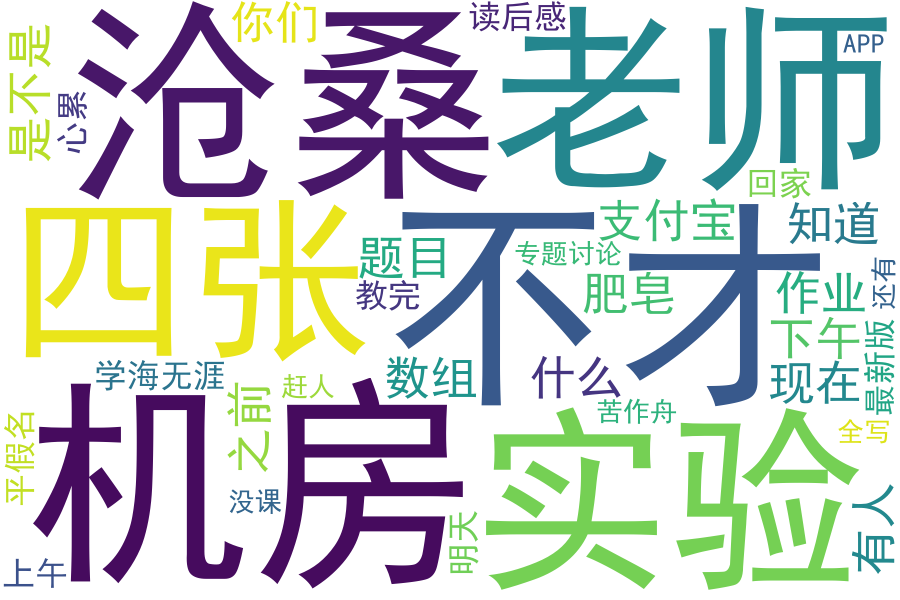 你们
读后感
APP
沧桑
老师
是不是
心累
回家
四张
不才
支付宝
知道
题目
专题讨论
教完
肥皂
作业
还有
学海无涯
赶人
数组
什么
下午
现在
最新版
之前
苦作舟
全写
平假名
机房
实验
没课
明天
有人
上午